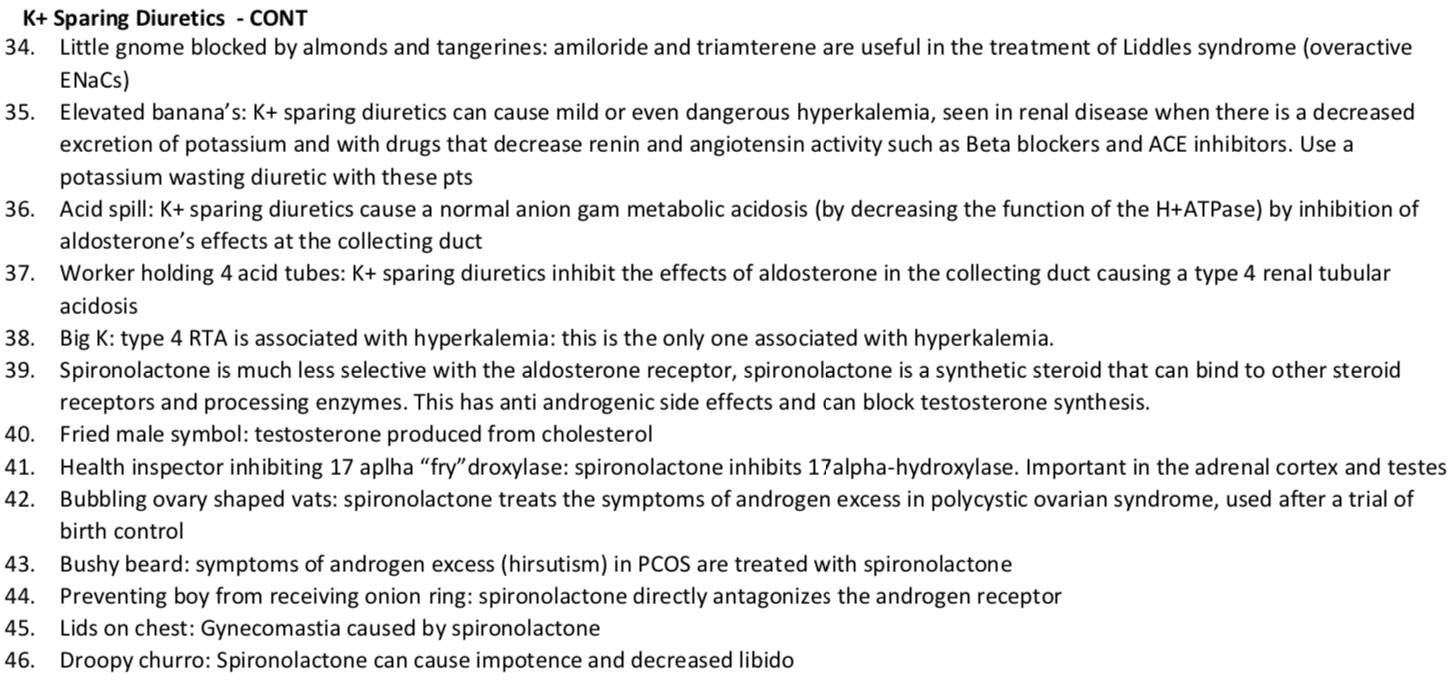 K+ Sparing Diuretics - CONT
34. Little gnome blocked by almonds and tangerines: amiloride and triamterene are useful in the treatment of Liddles syndrome (overactive
ENaCs)
35. Elevated banana's: K+ sparing diuretics can cause mild or even dangerous hyperkalemia, seen in renal disease when there is a decreased
excretion of potassium and with drugs that decrease renin and angiotensin activity such as Beta blockers and ACE inhibitors. Use a
potassium wasting diuretic with these pts
36. Acid spill: K+ sparing diuretics cause a normal anion gam metabolic acidosis (by decreasing the function of the H+ATPase) by inhibition of
aldosterone's effects at the collecting duct
37. Worker holding 4 acid tubes: K+ sparing diuretics inhibit the effects of aldosterone in the collecting duct causing a type 4 renal tubular
acidosis
38. Big K: type 4 RTA is associated with hyperkalemia: this is the only one associated with hyperkalemia.
39. Spironolactone is much less selective with the aldosterone receptor, spironolactone is a synthetic steroid that can bind to other steroid
receptors and processing enzymes. This has anti androgenic side effects and can block testosterone synthesis.
40. Fried male symbol: testosterone produced from cholesterol
41. Health inspector inhibiting 17 aplha "fry"droxylase: spironolactone inhibits 17alpha-hydroxylase. Important in the adrenal cortex and testes
42. Bubbling ovary shaped vats: spironolactone treats the symptoms of androgen excess in polycystic ovarian syndrome, used after a trial of
birth control
43. Bushy beard: symptoms of androgen excess (hirsutism) in PCOS are treated with spironolactone
44. Preventing boy from receiving onion ring: spironolactone directly antagonizes the androgen receptor
45. Lids on chest: Gynecomastia caused by spironolactone
46. Droopy churro: Spironolactone can cause impotence and decreased libido